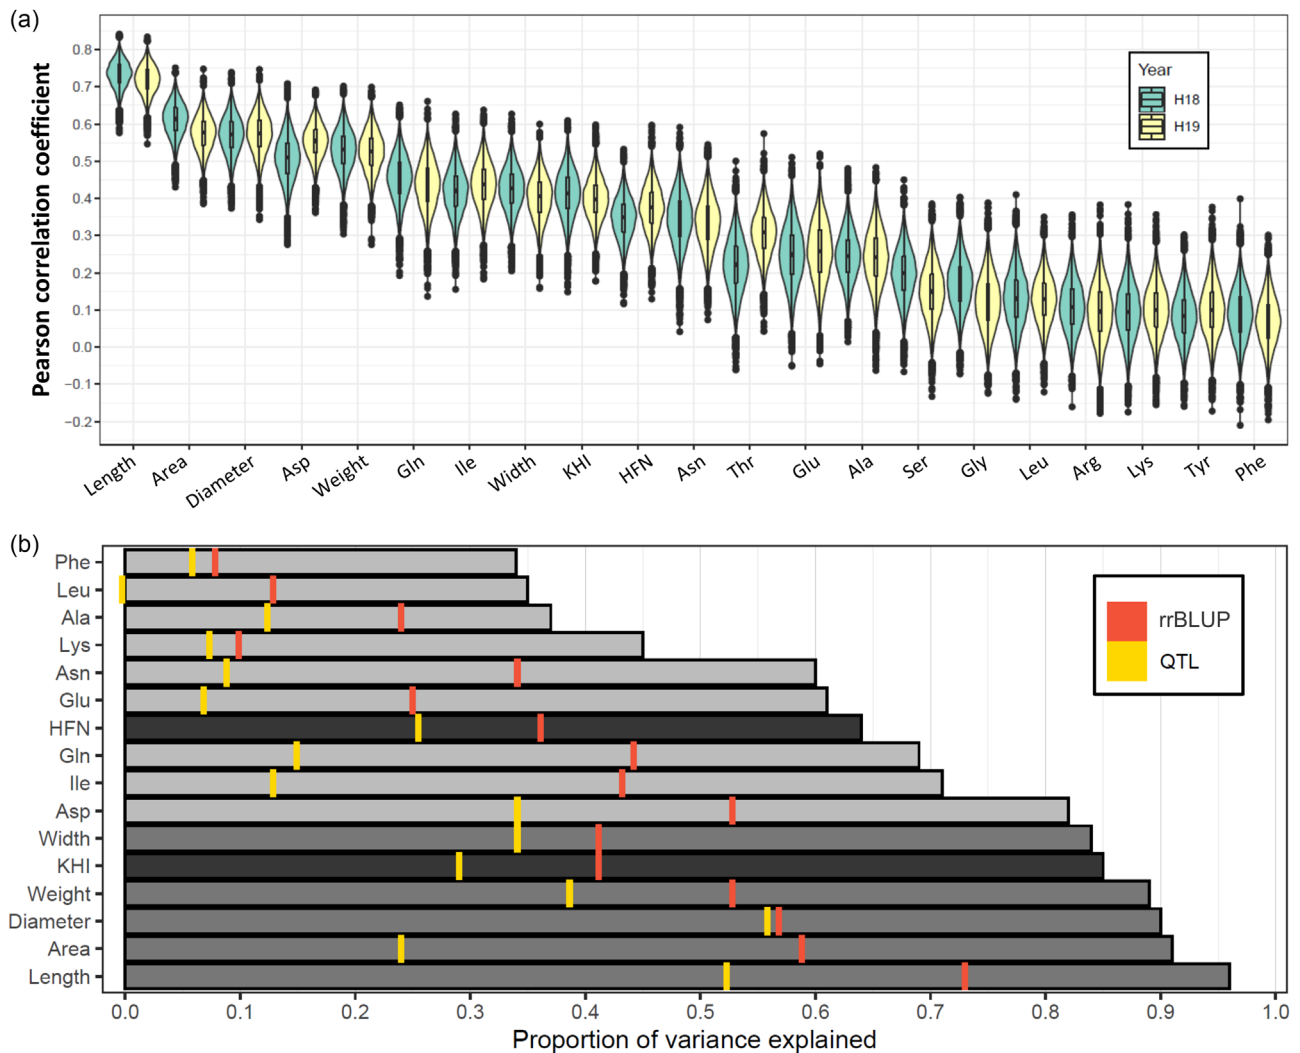 (a)
Pearson correlation coefficient
0.8
0.7
0.6
0.5
0.4
0.3
0.2
0.1
0.0
−0.1
−0.2
Year
H18
H19
Length Area Diameter Asp Weight Gln Ile Width KHI HFN Asn Thr Glu Ala Ser Gly Leu Arg Lys Tyr Phe
(b)
Phe
Leu
Ala
Lys
Asn
Glu
HFN
Gln
Ile
Asp
Width
KHI
Weight
Diameter
Area
Length
rrBLUP
QTL
0.0 0.1 0.2 0.3 0.4 0.5 0.6 0.7 0.8 0.9 1.0
Proportion of variance explained